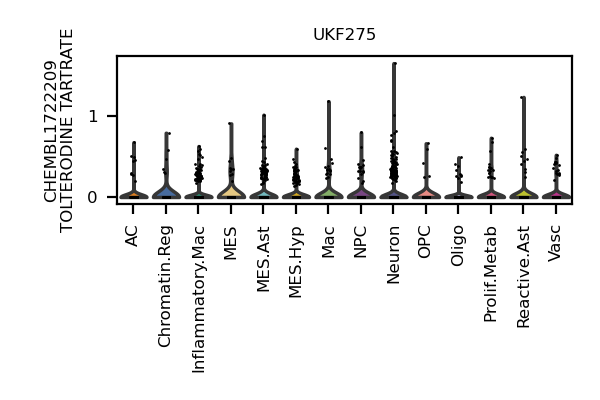 UKF275
CHEMBL1722209
TOLTERODINE TARTRATE
1
0
AC
Chromatin.Reg
Inflammatory.Mac
MES
MES.Ast
MES.Hyp
Mac
NPC
Neuron
OPC
Oligo
Prolif.Metab
Reactive.Ast
Vasc